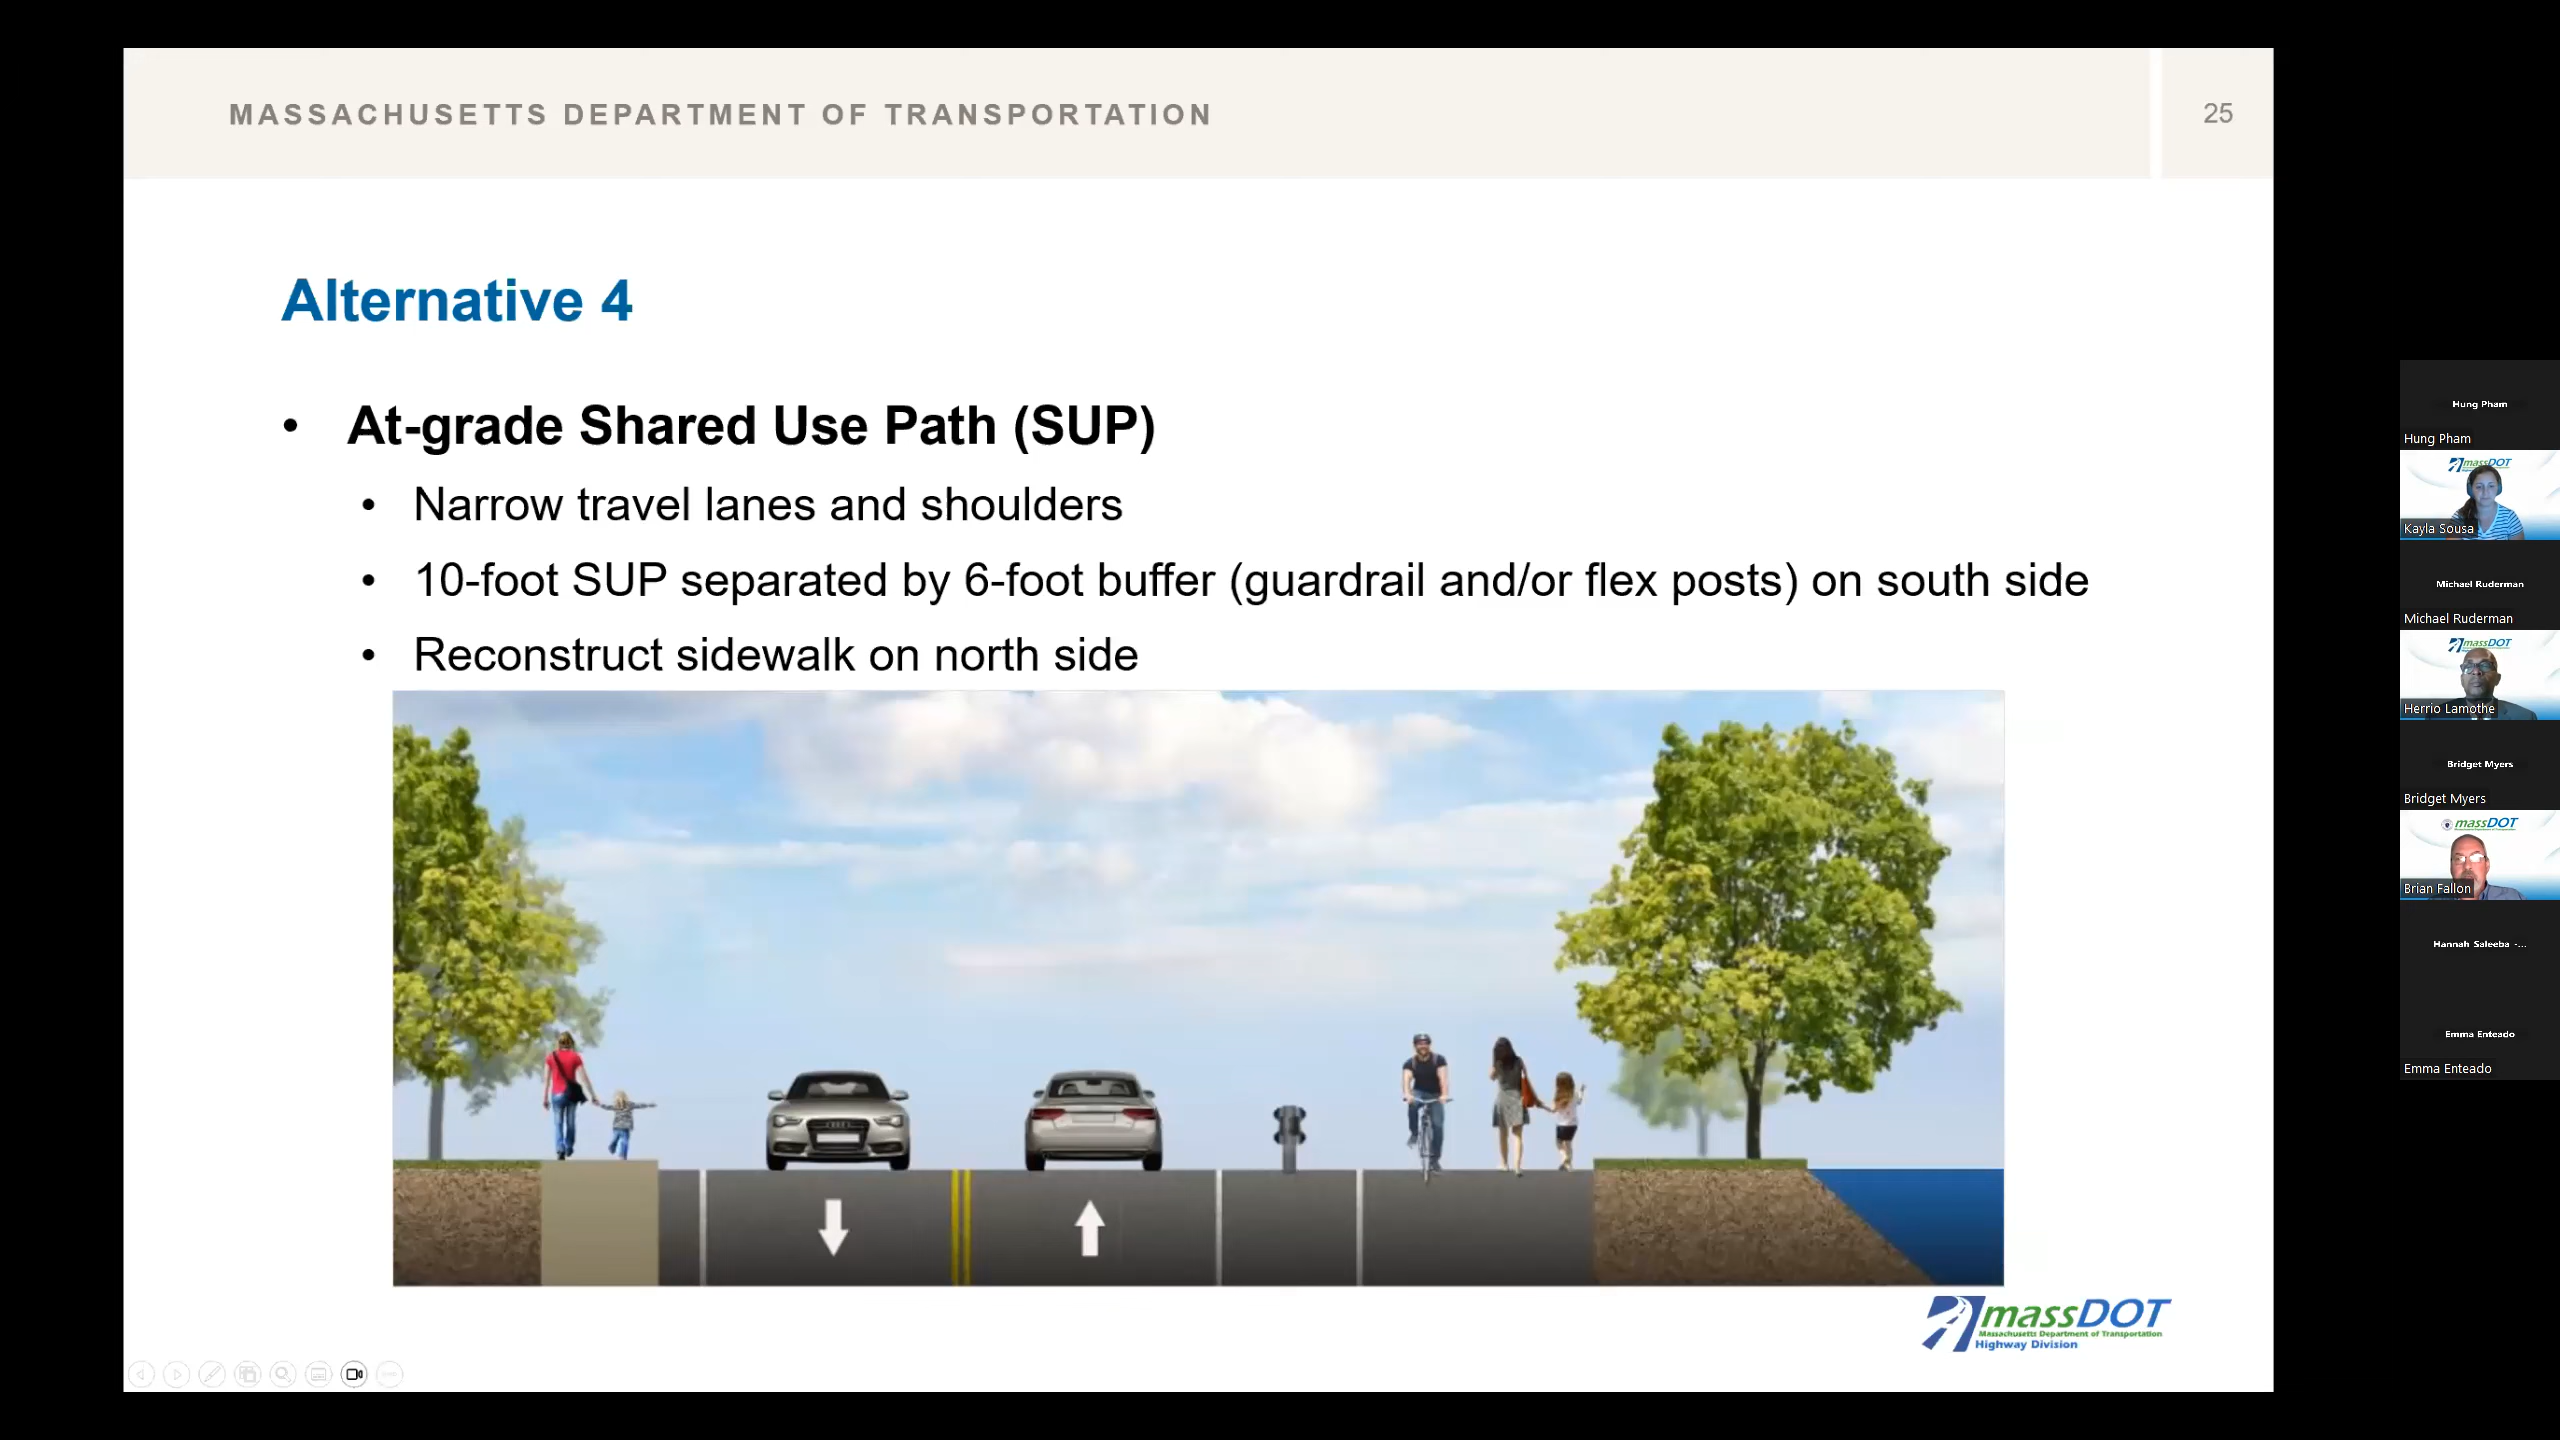 MASSACHUSETTS DEPARTMENT OF TRANSPORTATION
25
Alternative 4
• At-grade Shared Use Path (SUP)
• Narrow travel lanes and shoulders
• 10-foot SUP separated by 6-foot buffer (guardrail and/or flex posts) on south side
• Reconstruct sidewalk on north side
massDOT
Massachusetts Department of Transportation
Highway Division
Hung Pham
Hung Pham
massDOT
Kayla Sousa
Michael Ruderman
Michael Ruderman
massDOT
Herrio Lamothe
Bridget Myers
Bridget Myers
massDOT
Brian Fallon
Hannah Saleeba -...
Emma Enteado
Emma Enteado